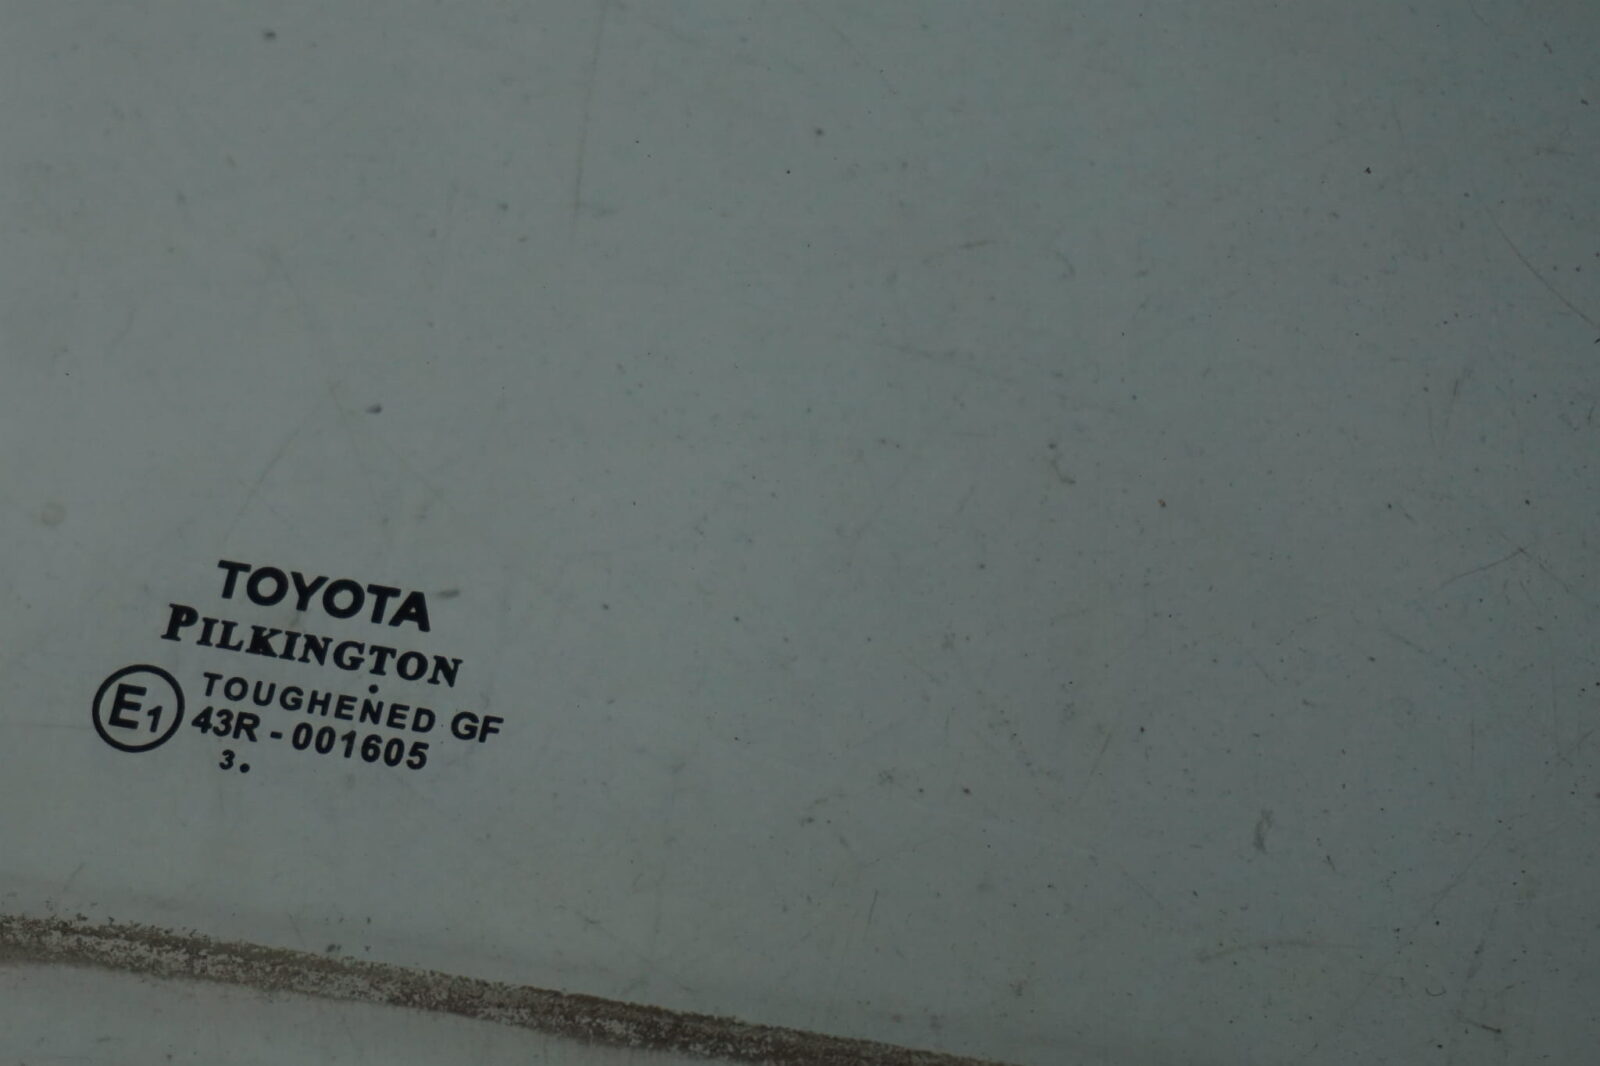 TOYOTA
PILKINGTON
TOUGHENED GF
E1 43R - 001605
3.